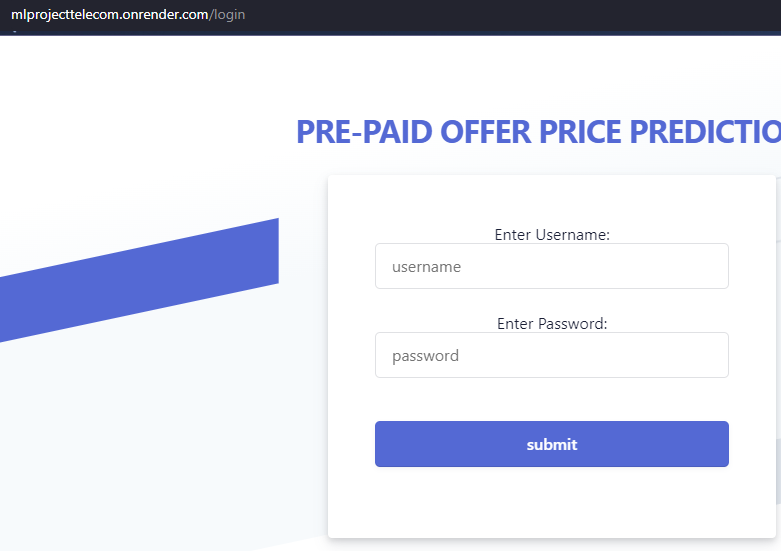 mlprojecttelecom.onrender.com/login
PRE-PAID OFFER PRICE PREDICTIO
Enter Username:
username
Enter Password:
password
submit